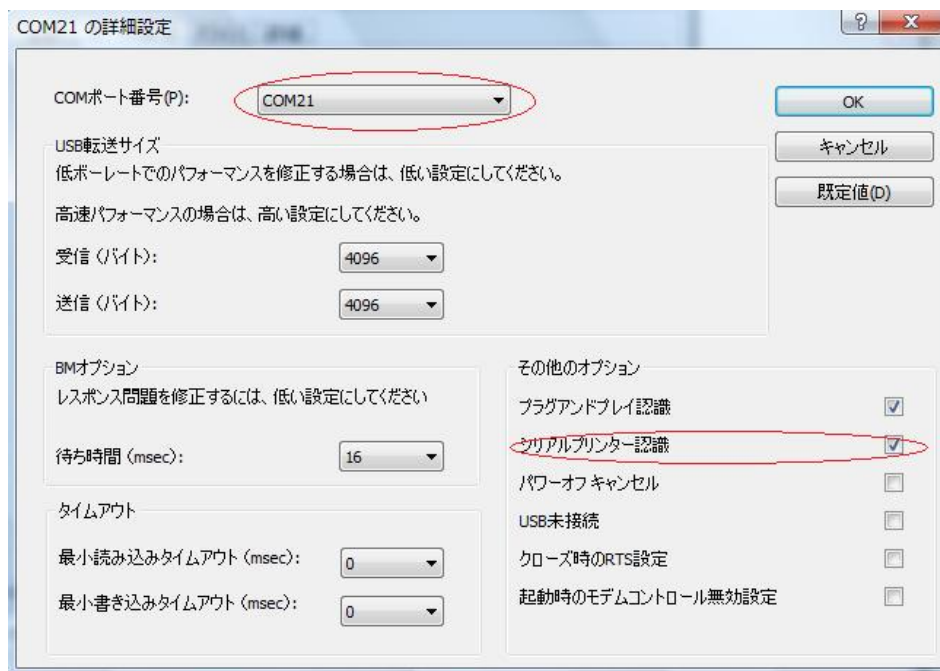 COM21 の詳細設定
COMポート番号(P):
COM21
OK
USB転送サイズ
キャンセル
低ボーレートでのパフォーマンスを修正する場合は、低い設定にしてください。
既定値(D)
高速パフォーマンスの場合は、高い設定にしてください。
受信 (バイト):
4096
送信 (バイト):
4096
BMオプション
レスポンス問題を修正するには、低い設定にしてください
待ち時間 (msec):
16
タイムアウト
最小読み込みタイムアウト (msec):
0
最小書き込みタイムアウト (msec):
0
その他のオプション
プラグアンドプレイ認識
シリアルプリンター認識
パワーオフ キャンセル
USB未接続
クローズ時のRTS設定
起動時のモデムコントロール無効設定